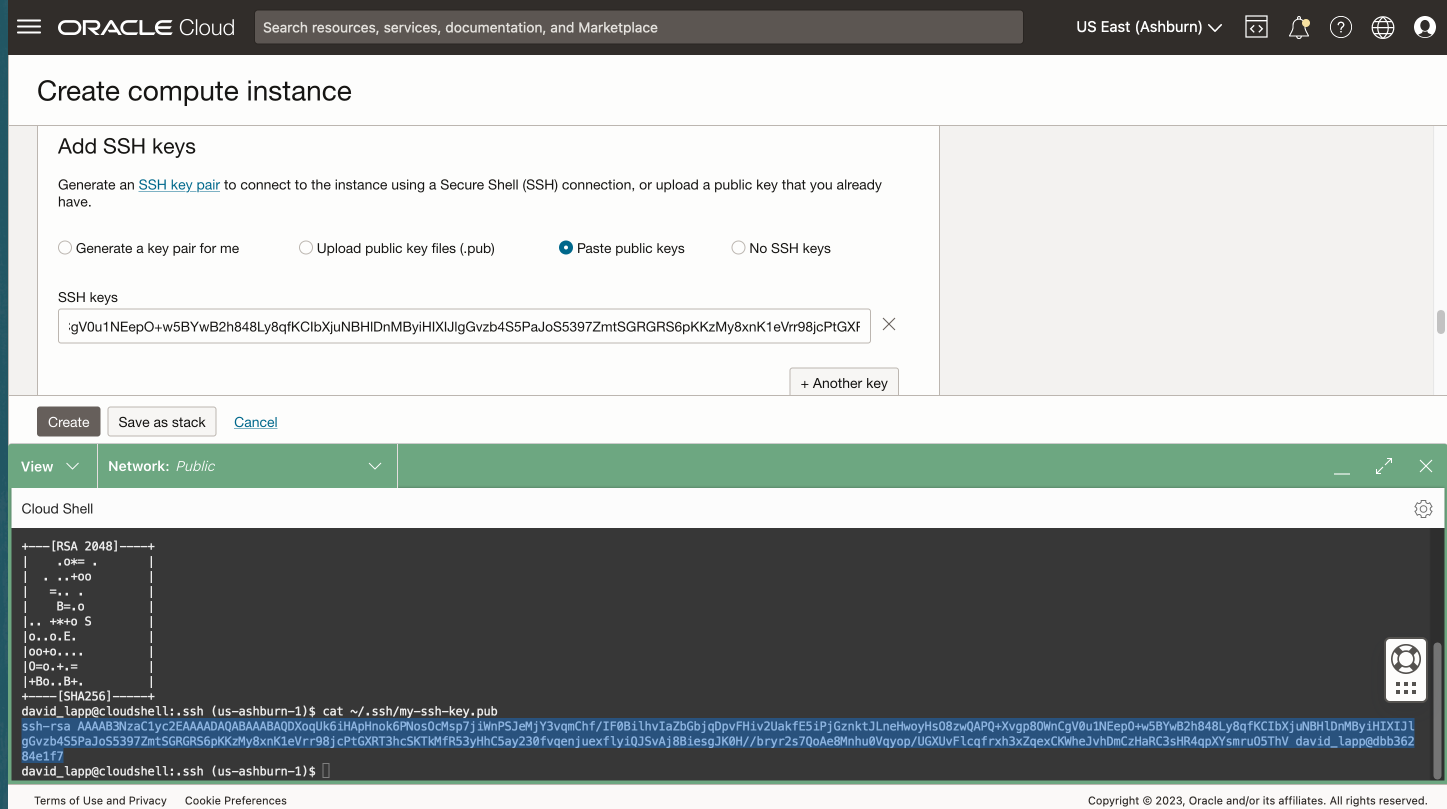 ORACLE Cloud
Search resources, services, documentation, and Marketplace
US East (Ashburn)
Create compute instance
Add SSH keys
Generate an SSH key pair to connect to the instance using a Secure Shell (SSH) connection, or upload a public key that you already
have.
Generate a key pair for me
Upload public key files (.pub)
Paste public keys
No SSH keys
SSH keys
gV0u1NEepO+w5BYwB2h848Ly8qfKCIbXjuNBHlDnMByiHIXIJlgGvzb4S5PaJoS5397ZmtSGRGRS6pKKzMy8xnK1eVrr98jcPtGXF
+ Another key
Create
Save as stack
Cancel
View
Network: Public
Cloud Shell
+---[RSA 2048]----+
|    .o*= .       |
|  . ..+oo        |
|   =.. .         |
|    B=.o         |
|.. +*+o S        |
|o..o.E.          |
|oo+o....         |
|O=o.+.=          |
|+Bo..B+.         |
+----[SHA256]-----+
david_lapp@cloudshell:.ssh (us-ashburn-1)$ cat ~/.ssh/my-ssh-key.pub
ssh-rsa AAAAB3NzaC1yc2EAAAADAQABAAABAQDXoqUk6iHApHnok6PNosOcMsp7jiWnPSJeMjY3vqmChf/IF0BilhvIaZbGbjqDpvFHiv2UakfE5iPjGznktJLneHwoyHsO8zwQAPQ+Xvgp8OWnCgV0u1NEepO+w5BYwB2h848Ly8qfKCIbXjuNBHlDnMByiHIXIJl
gGvzb4S5PaJoS5397ZmtSGRGRS6pKKzMy8xnK1eVrr98jcPtGXRT3hcSKTkMfR53yHhC5ay230fvqenjuexflyiQJSvAj8BiesgJK0H//bryr2s7QoAe8Mnhu0Vqyop/UGXUvFlcqfrxh3xZqexCKWheJvhDmCzHaRC3sHR4qpXYsmruO5ThV david_lapp@dbb362
84e1f7
david_lapp@cloudshell:.ssh (us-ashburn-1)$
Terms of Use and Privacy
Cookie Preferences
Copyright © 2023, Oracle and/or its affiliates. All rights reserved.